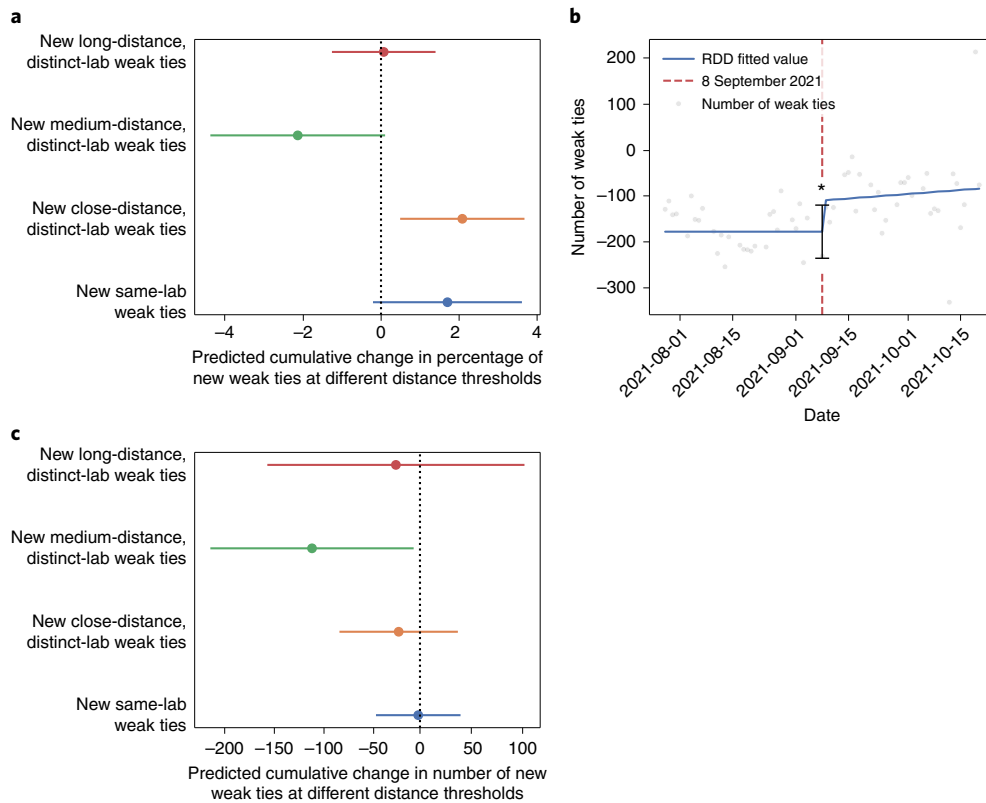 a
New long-distance,
distinct-lab weak ties
New medium-distance,
distinct-lab weak ties
New close-distance,
distinct-lab weak ties
New same-lab
weak ties
–4 –2 0 2 4
Predicted cumulative change in percentage of
new weak ties at different distance thresholds
b
Number of weak ties
200
100
0
–100
–200
–300
RDD fitted value
8 September 2021
Number of weak ties
*
2021-08-01 2021-08-15 2021-09-01 2021-09-15 2021-10-01 2021-10-15
Date
c
New long-distance,
distinct-lab weak ties
New medium-distance,
distinct-lab weak ties
New close-distance,
distinct-lab weak ties
New same-lab
weak ties
–200 –150 –100 –50 0 50 100
Predicted cumulative change in number of new
weak ties at different distance thresholds